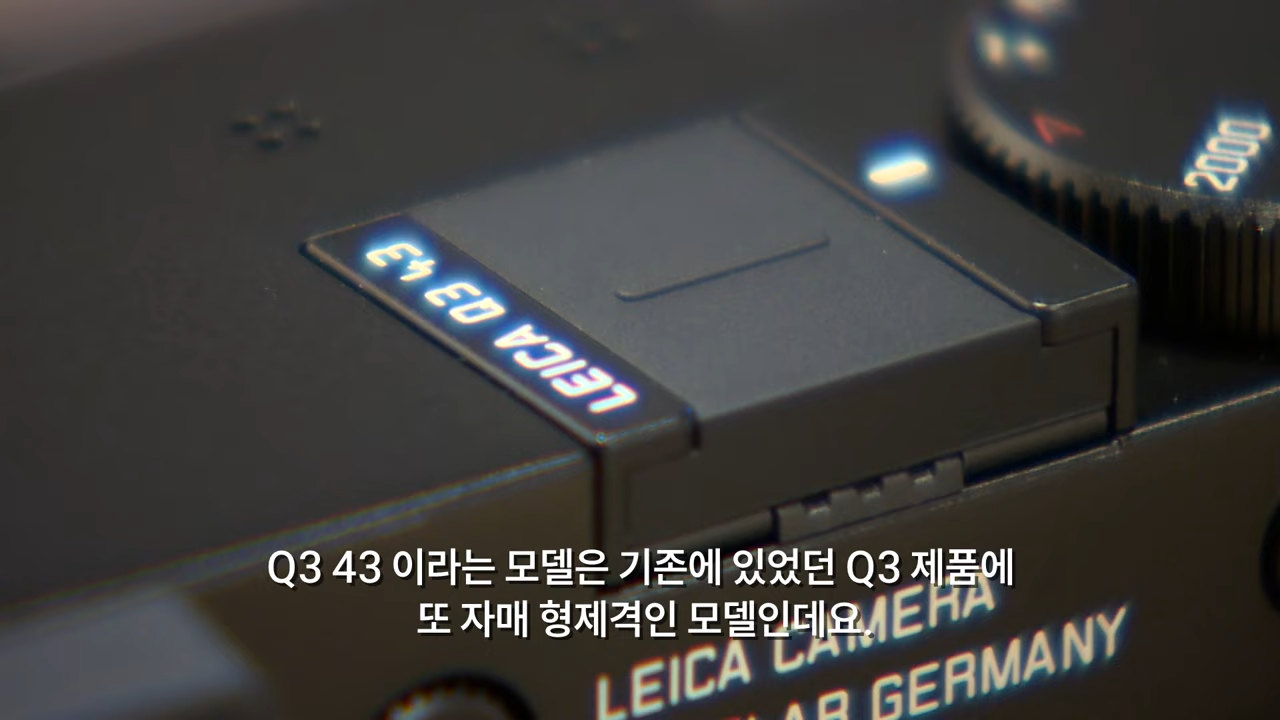 A
2000
LEICA Q3 43
Q3 43 이라는 모델은 기존에 있었던 Q3 제품에
또 자매 형제격인 모델인데요.
LEICA CAMERA
GERMANY